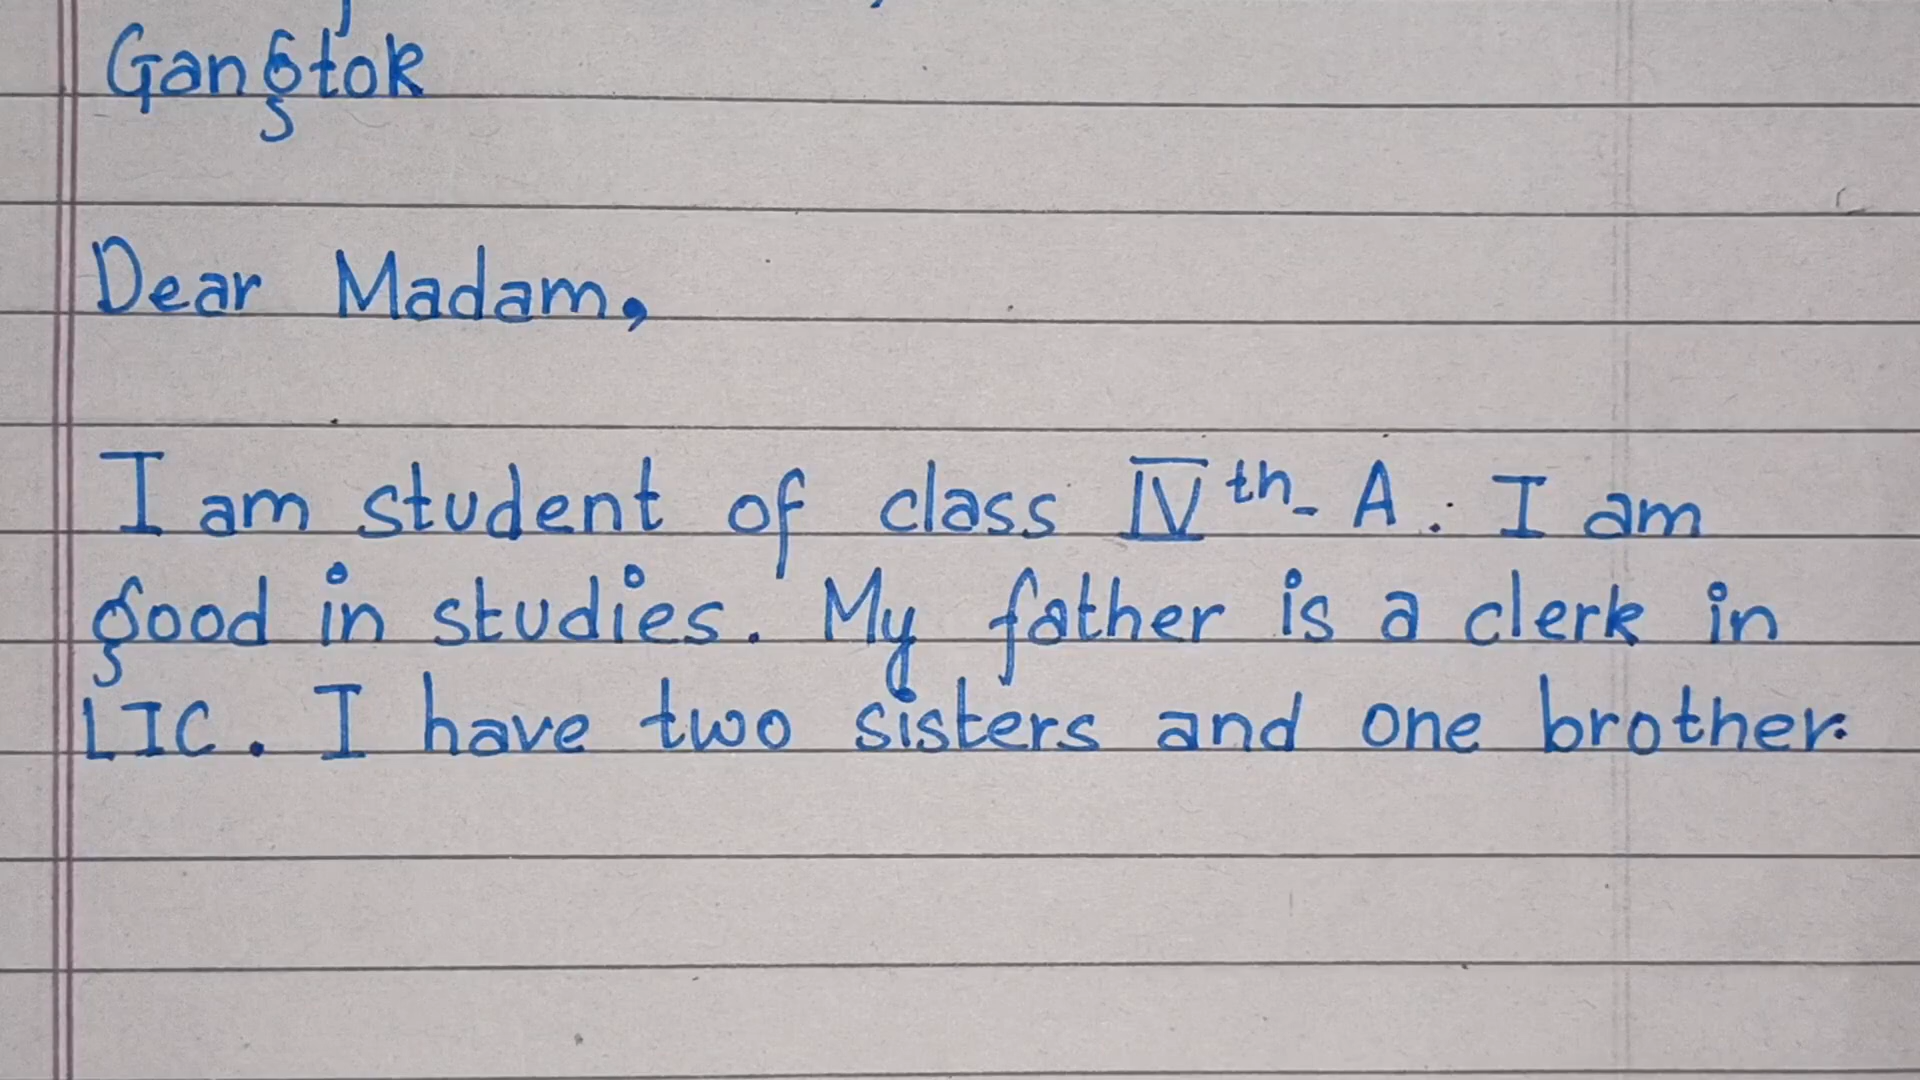 Gangtok
Dear Madam,
I am student of class IVth- A. I am
good in studies. My father is a clerk in
LIC. I have two sisters and one brother.